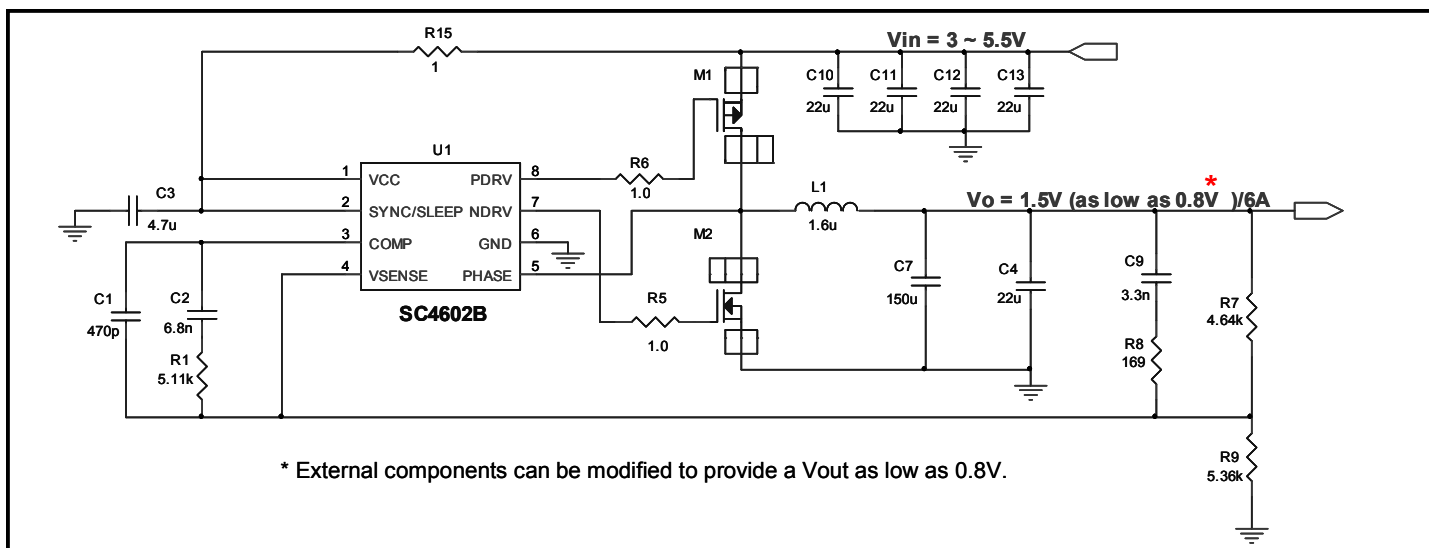 R15
1
Vin = 3 ~ 5.5V
M1
C10
22u
C11
22u
C12
22u
C13
22u
U1
1
VCC
PDRV
8
R6
1.0
C3
4.7u
2
SYNC/SLEEP
NDRV
7
L1
1.6u
*
Vo = 1.5V (as low as 0.8V )/6A
3
COMP
GND
6
M2
4
VSENSE
PHASE
5
SC4602B
C1
470p
C2
6.8n
R1
5.11k
R5
1.0
C7
150u
C4
22u
C9
3.3n
R8
169
R7
4.64k
R9
5.36k
* External components can be modified to provide a Vout as low as 0.8V.